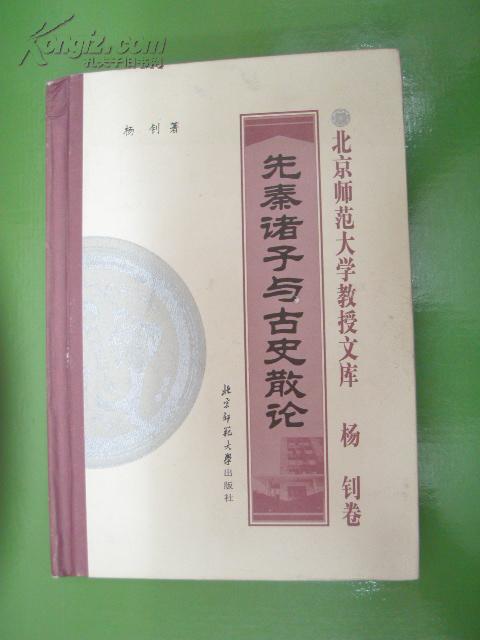 Kongfz.com
孔夫子旧书网
北京师范大学教授文库 杨钊卷
先秦诸子与古史散论
杨钊著
北京师范大学出版社